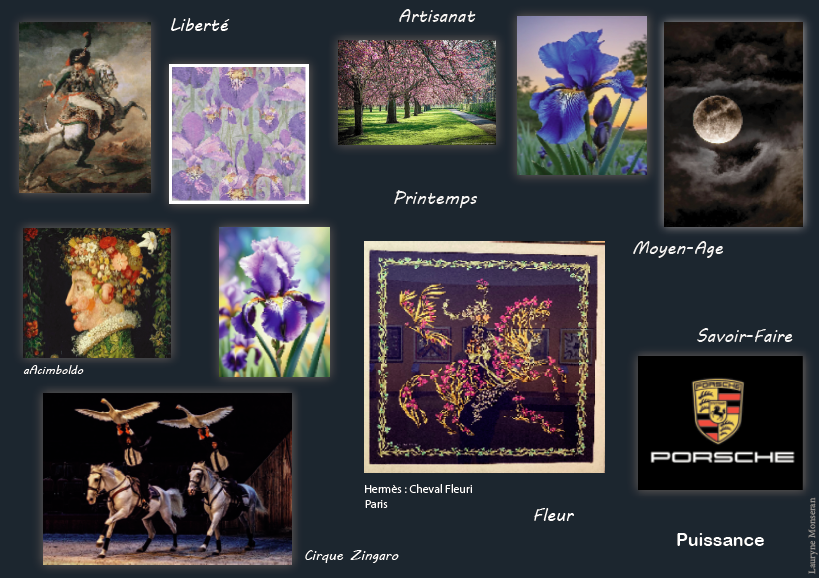 Liberté
Artisanat
Printemps
Moyen-Age
aAcimboldo
Savoir-Faire
PORSCHE
PORSCHE
Hermès : Cheval Fleuri
Paris
Fleur
Puissance
Cirque Zingaro
Lauryne Monseran